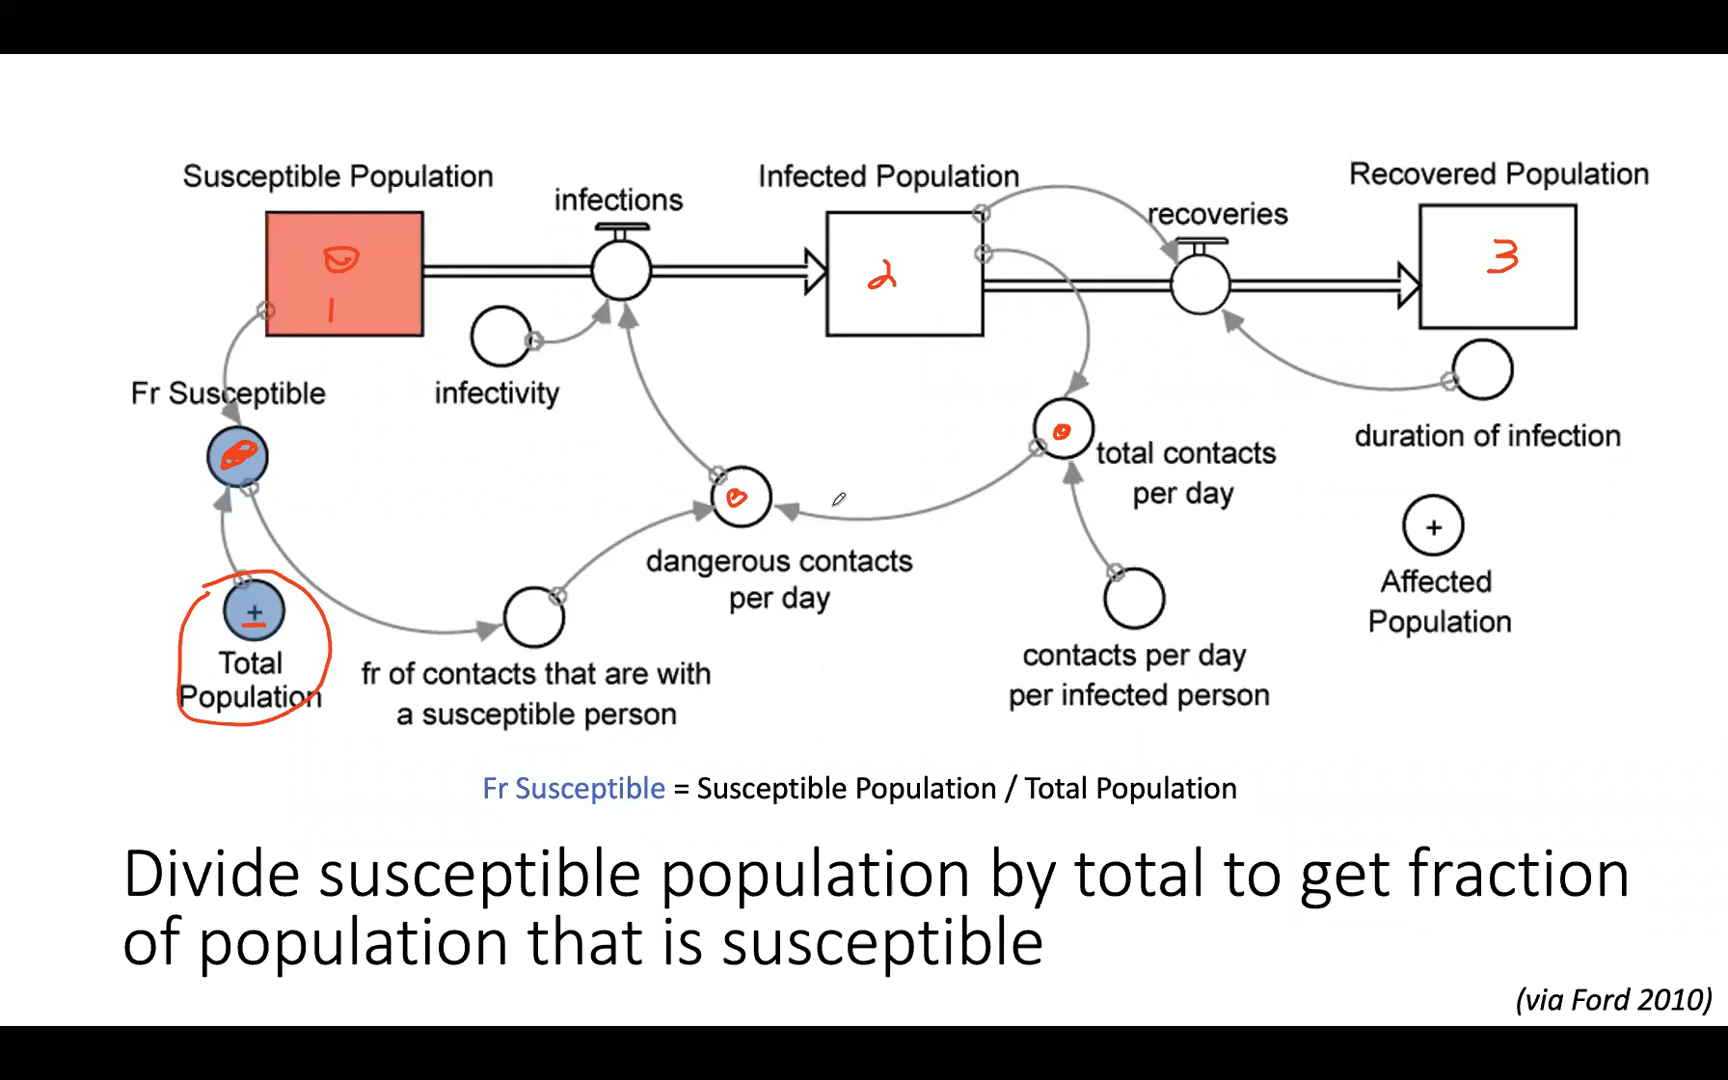 Susceptible Population
infections
Infected Population
recoveries
Recovered Population
1
2
3
Fr Susceptible
infectivity
total contacts
per day
duration of infection
dangerous contacts
per day
+
Affected
Population
+
Total
Population
fr of contacts that are with
a susceptible person
contacts per day
per infected person
Fr Susceptible = Susceptible Population / Total Population
Divide susceptible population by total to get fraction
of population that is susceptible
(via Ford 2010)